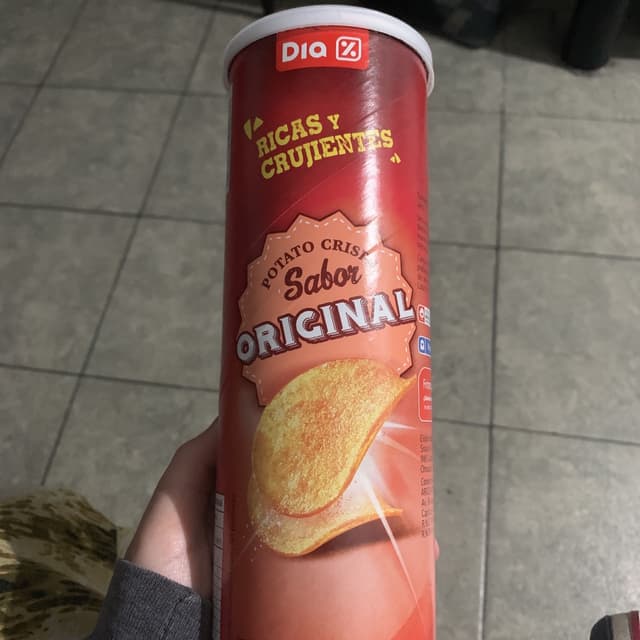 Dia %
RICAS Y
CRUJIENTES
POTATO CRISP
Sabor
ORIGINAL